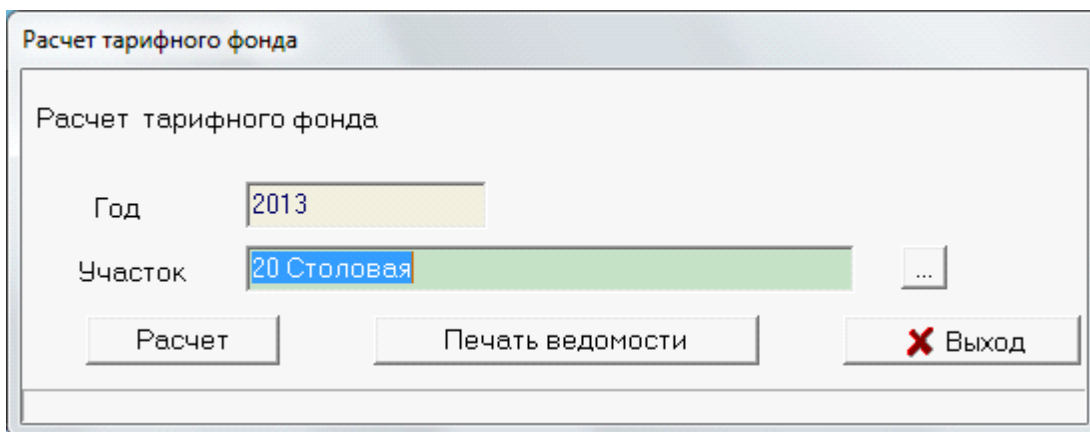 Расчет тарифного фонда
Расчет тарифного фонда
Год 2013
Участок 20 Столовая ...
Расчет Печать ведомости Выход